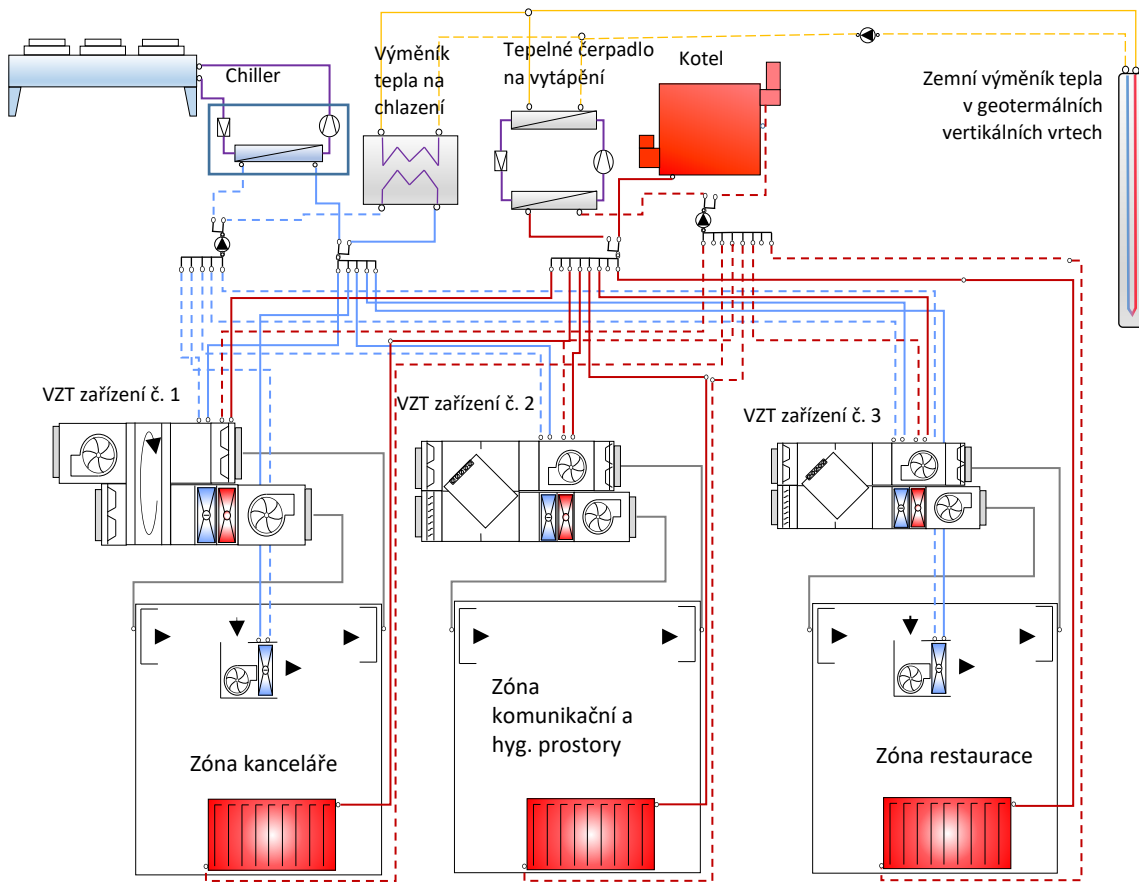 Chiller
Výměník
tepla na
chlazení
Tepelné čerpadlo
na vytápění
Kotel
Zemní výměník tepla
v geotermálních
vertikálních vrtech
VZT zařízení č. 1
VZT zařízení č. 2
VZT zařízení č. 3
Zóna kanceláře
Zóna
komunikační a
hyg. prostory
Zóna restaurace